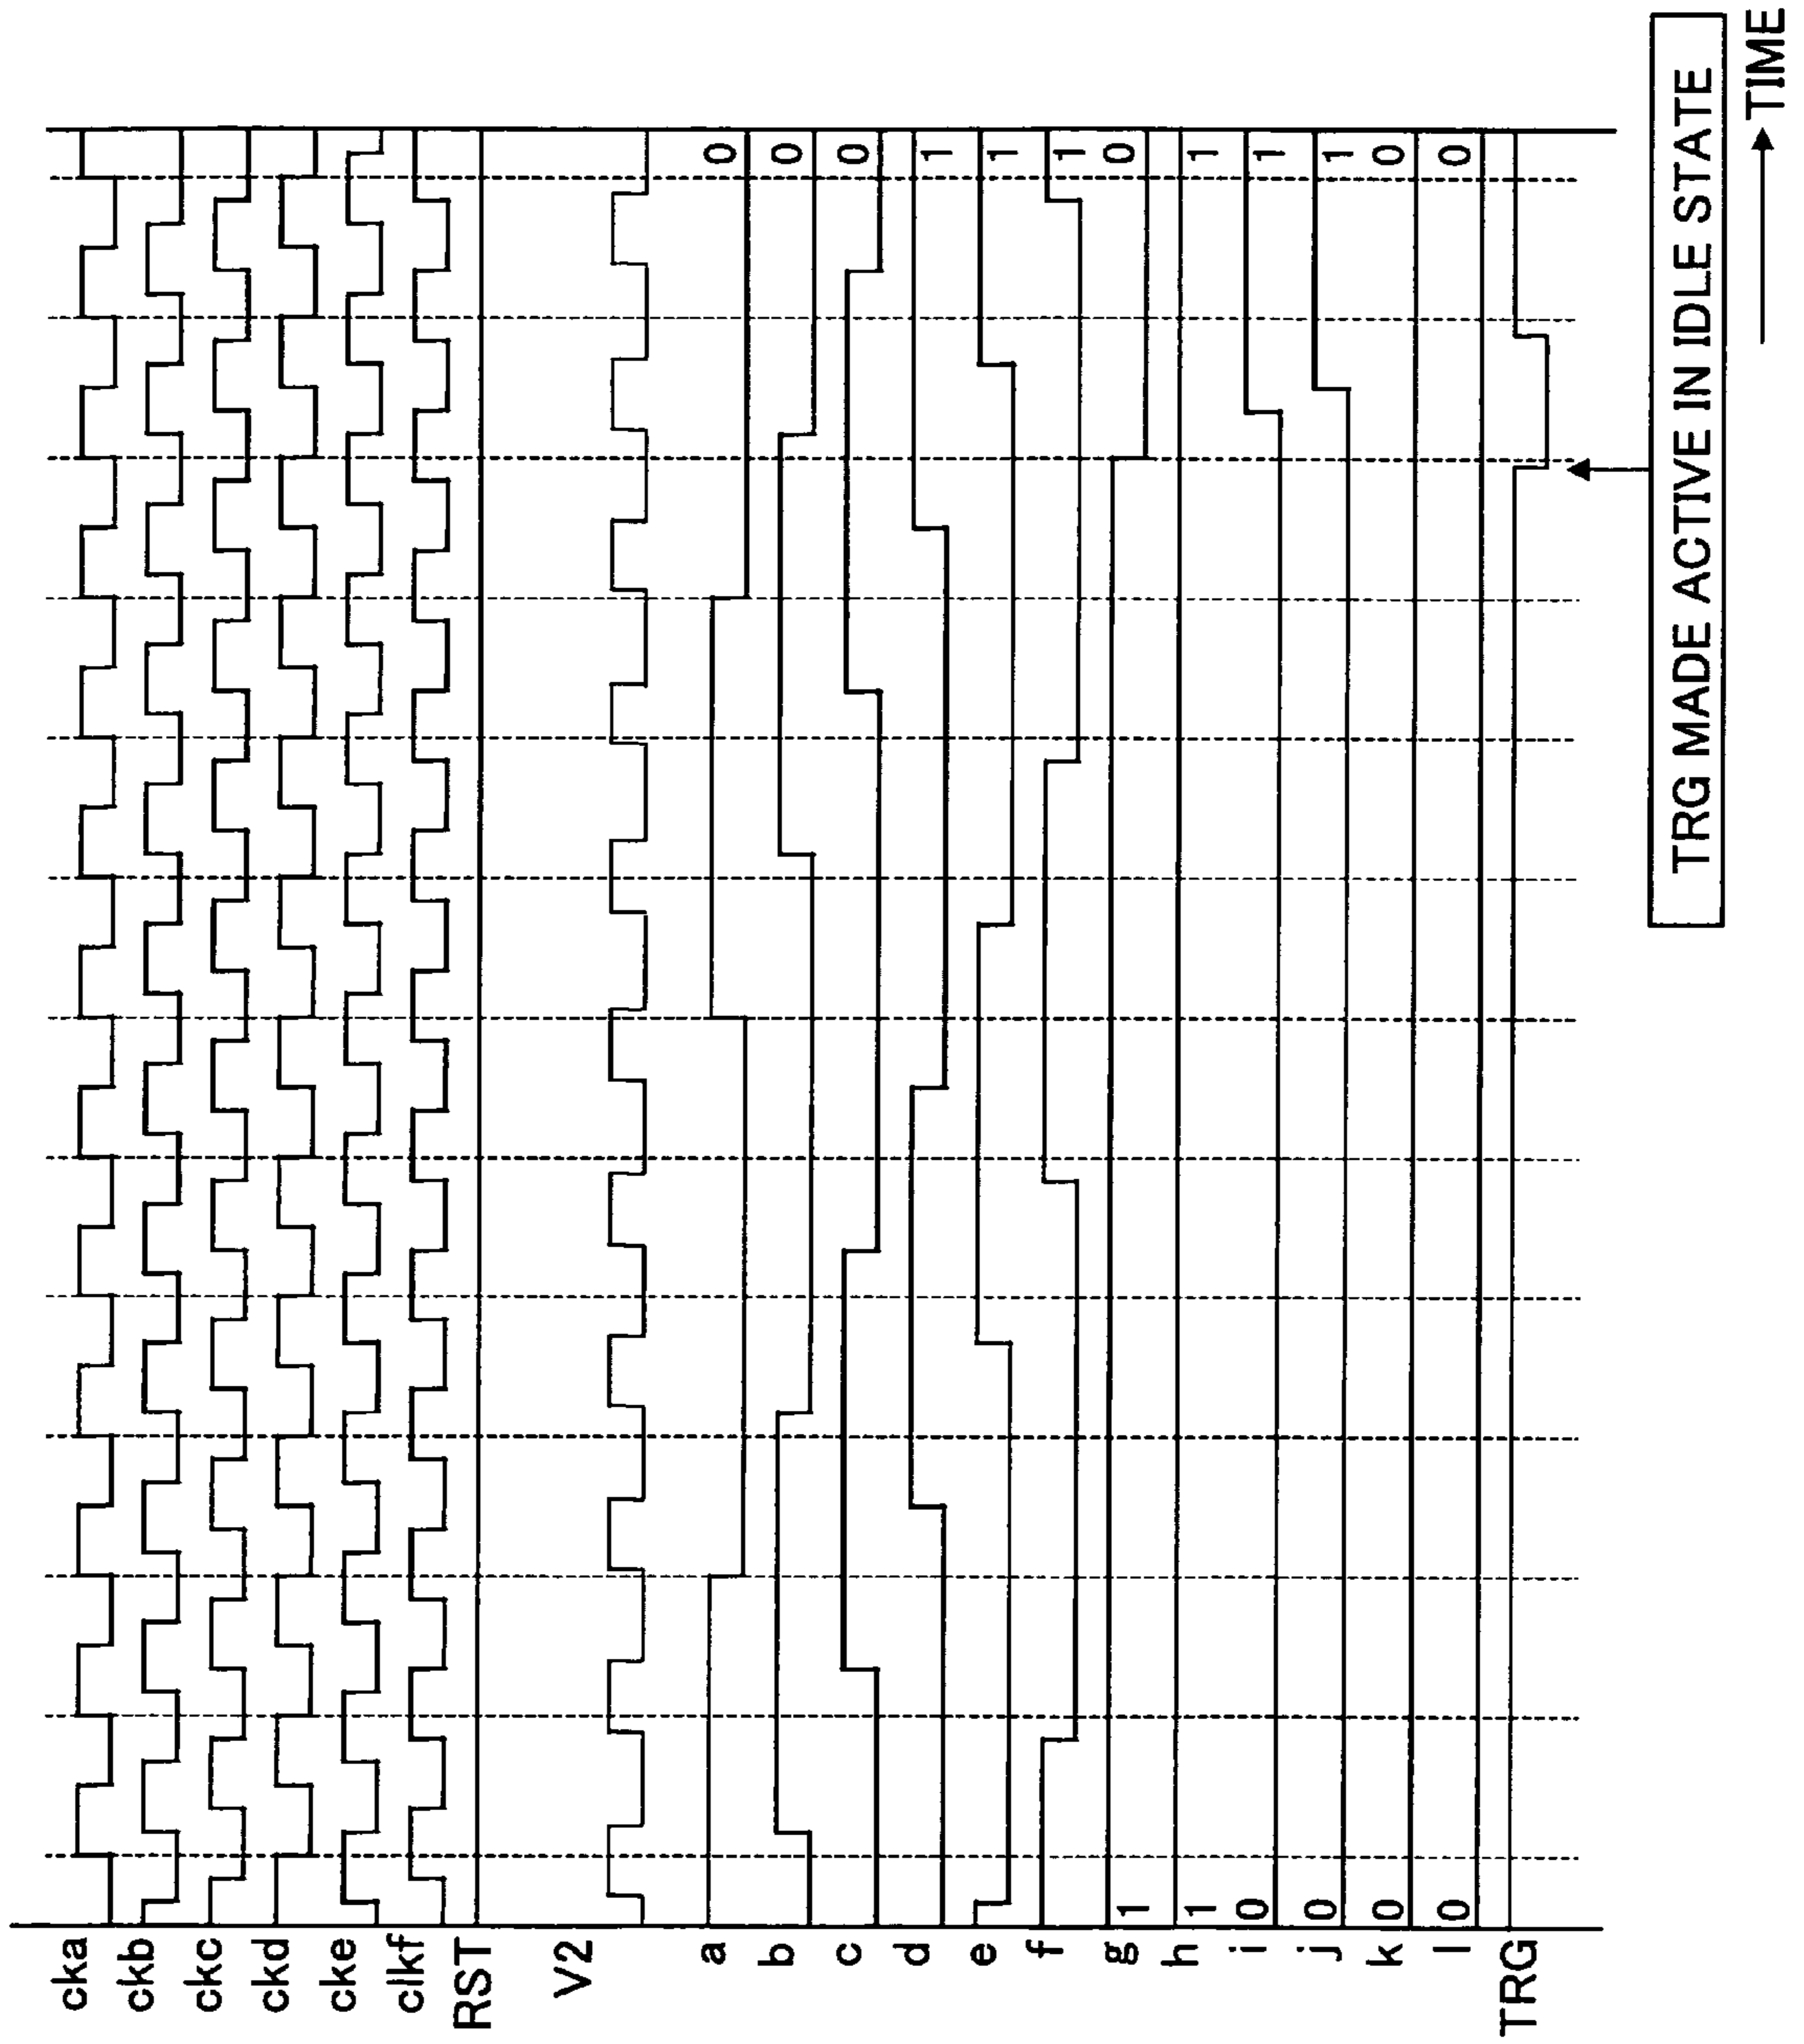 cka
ckb
ckc
ckd
cke
clkf
RST
V2
a 0
b 0
c 0
d 1
e 1
f 1
g 1 0
h 1 1
i 0 1
j 0 1
k 0 0
l 0 0
TRG
TRG MADE ACTIVE IN IDLE STATE
TIME